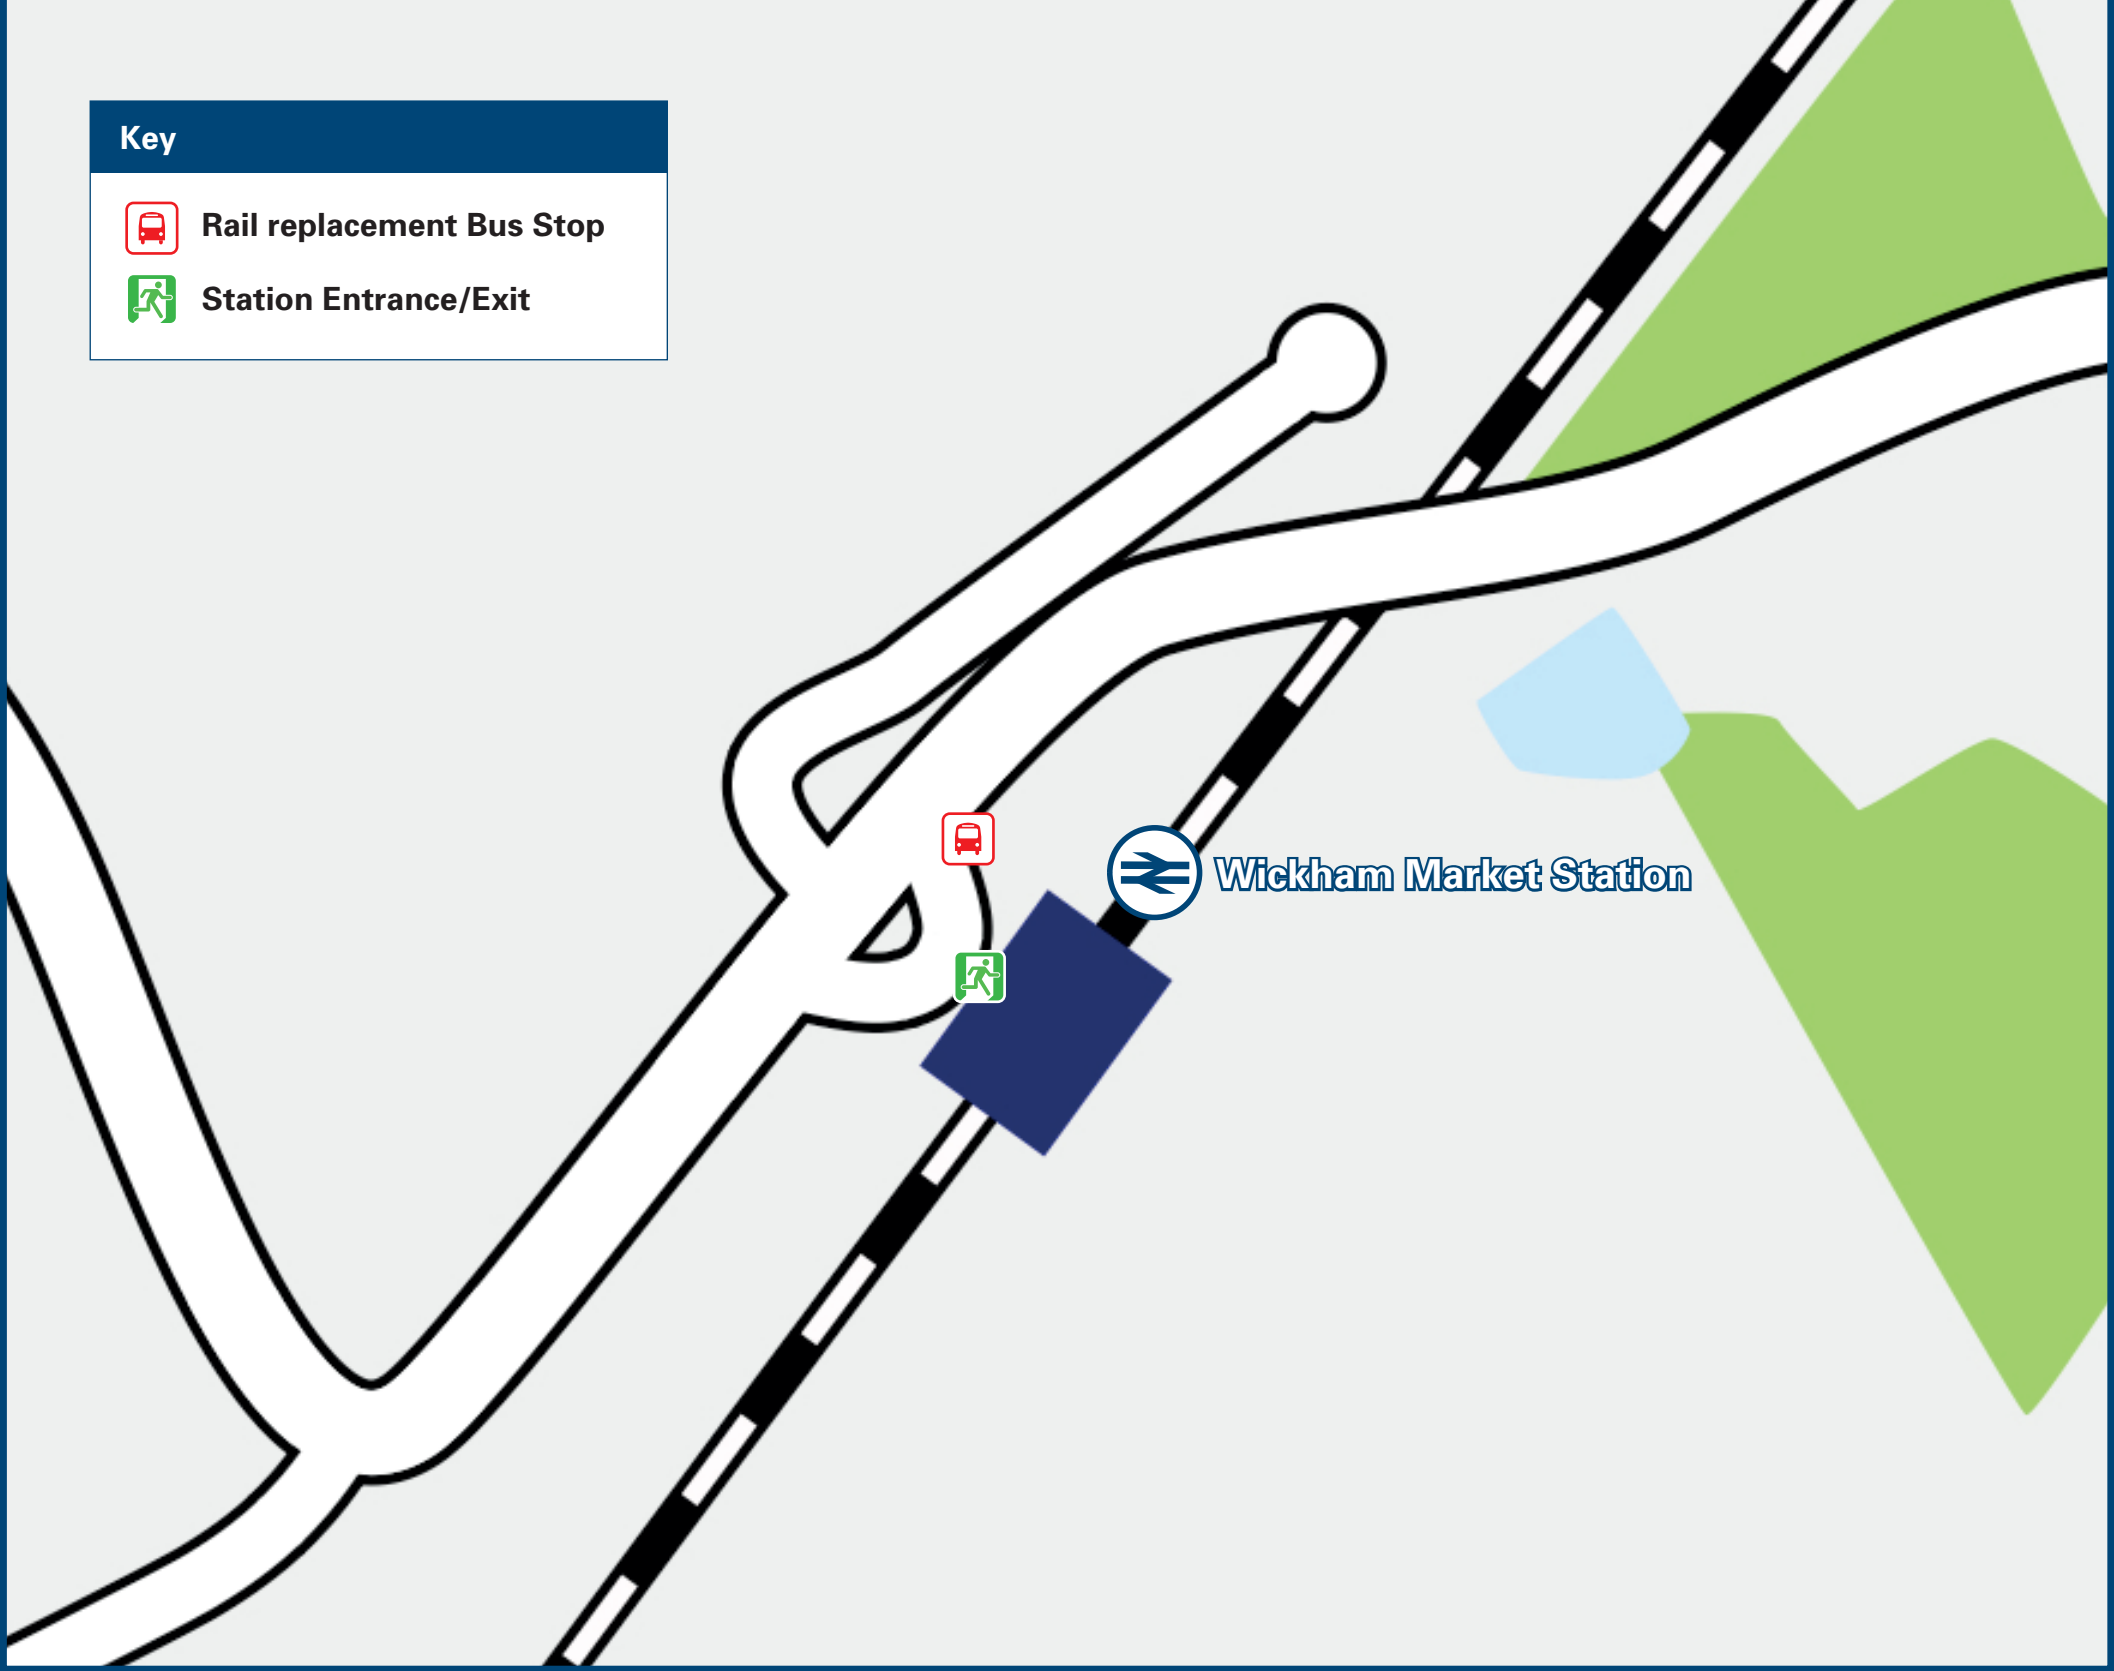 Key
Rail replacement Bus Stop
Station Entrance/Exit
Wickham Market Station